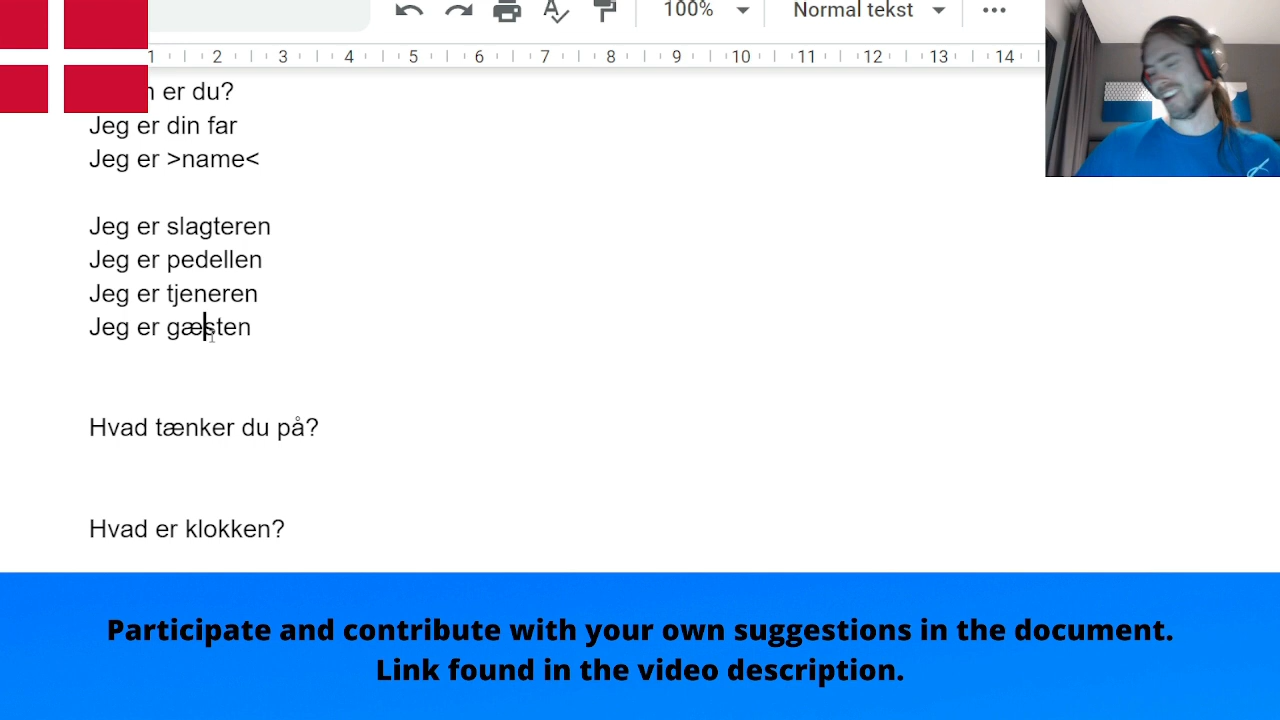 100% Normal tekst
1 2 3 4 5 6 7 8 9 10 11 12 13 14
er du?
Jeg er din far
Jeg er >name<
Jeg er slagteren
Jeg er pedellen
Jeg er tjeneren
Jeg er gæsten
Hvad tænker du på?
Hvad er klokken?
Participate and contribute with your own suggestions in the document.
Link found in the video description.